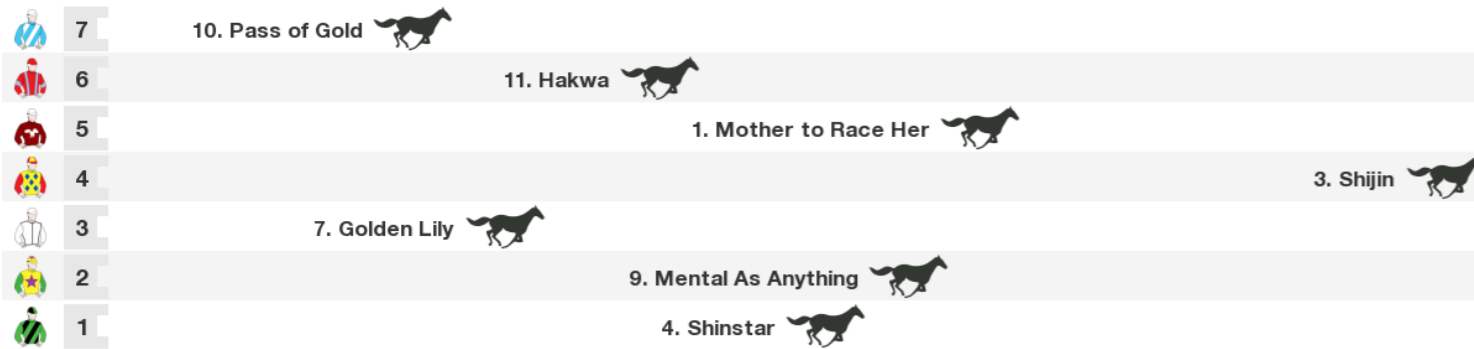 7 10. Pass of Gold
6 11. Hakwa
5 1. Mother to Race Her
4 3. Shijin
3 7. Golden Lily
2 9. Mental As Anything
1 4. Shinstar